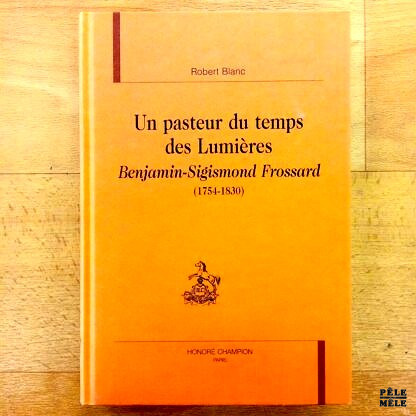 Robert Blanc
Un pasteur du temps
des Lumières
Benjamin-Sigismond Frossard
(1754-1830)
HONORÉ CHAMPION
PARIS
PÊLE
MÊLE